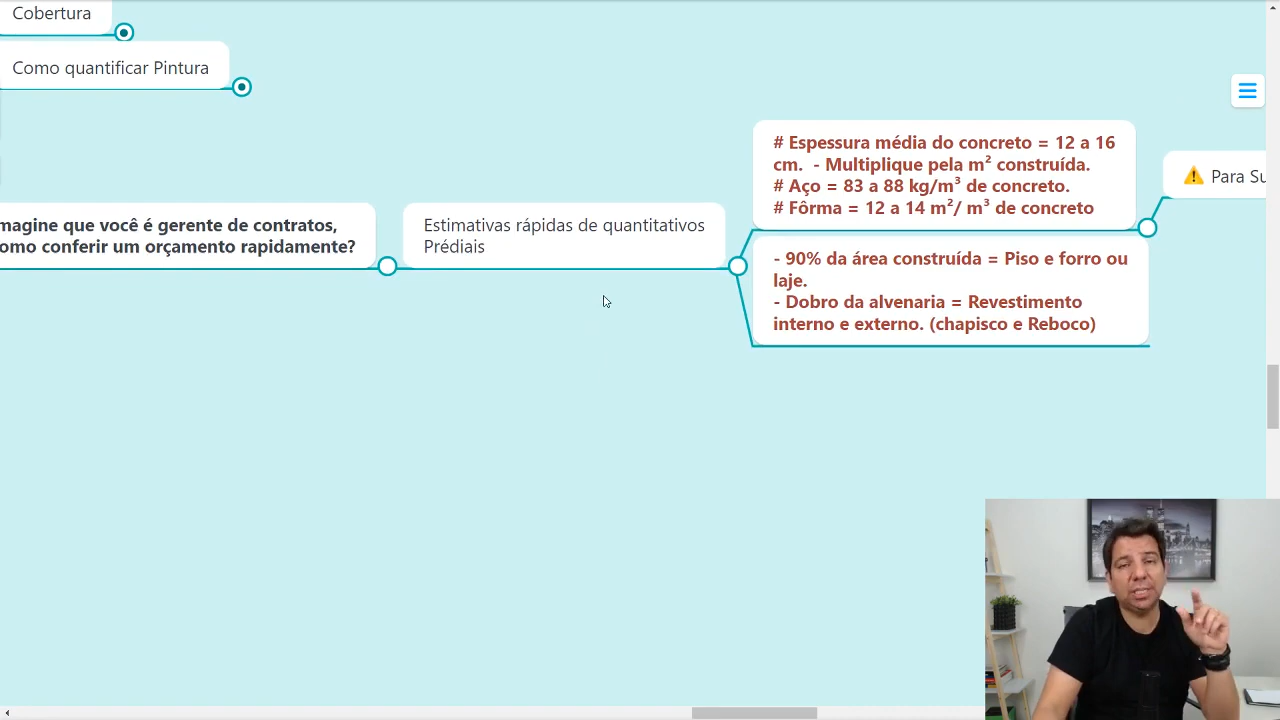 Cobertura
Como quantificar Pintura
magine que você é gerente de contratos,
omo conferir um orçamento rapidamente?
Estimativas rápidas de quantitativos
Prédiais
# Espessura média do concreto = 12 a 16
cm.  - Multiplique pela m² construída.
# Aço = 83 a 88 kg/m³ de concreto.
# Fôrma = 12 a 14 m²/ m³ de concreto
- 90% da área construída = Piso e forro ou
laje.
- Dobro da alvenaria = Revestimento
interno e externo. (chapisco e Reboco)
⚠ Para Su